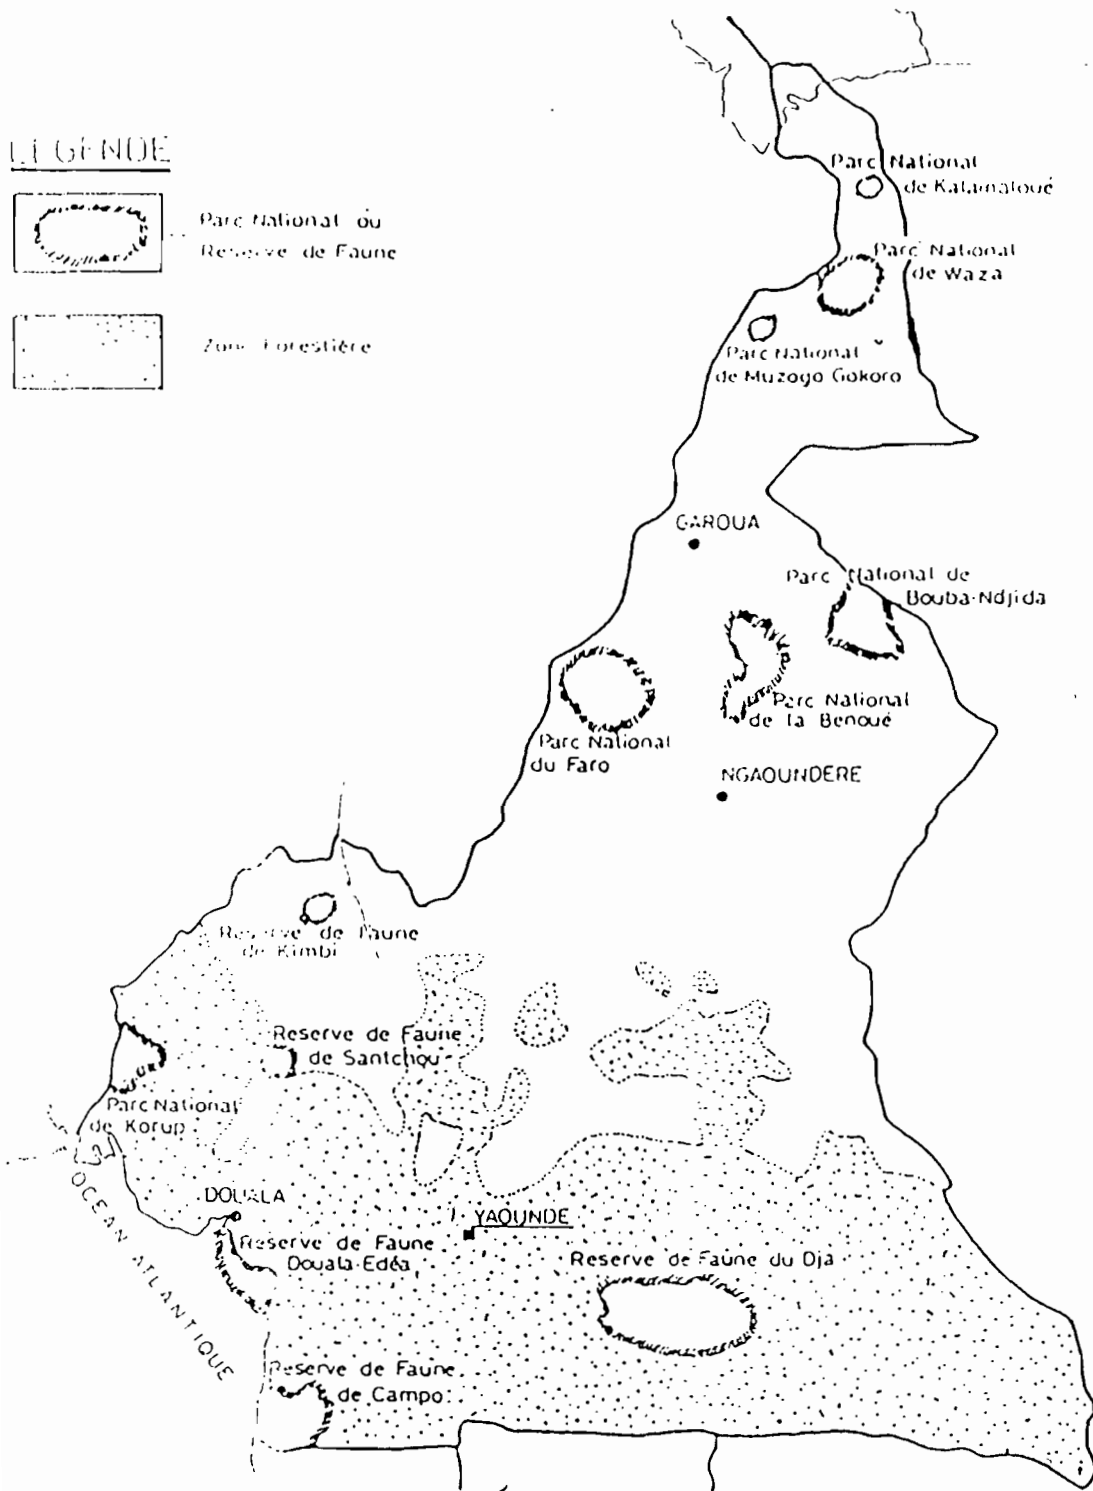 LEGENDE
Parc National ou
Reserve de Faune
Zone Forestière
Parc National
de Kalamaloué
Parc National
de Waza
Parc National
de Muzogo Gokoro
GAROUA
Parc National de
Bouba-Ndjida
Parc National
de la Benoué
Parc National
du Faro
NGAOUNDERE
Reserve de Faune
de Kimbi
Reserve de Faune
de Santchou
Parc National
de Korup
DOUALA
YAOUNDE
Reserve de Faune
Douala-Edéa
Reserve de Faune du Dja
OCEAN ATLANTIQUE
Reserve de Faune
de Campo